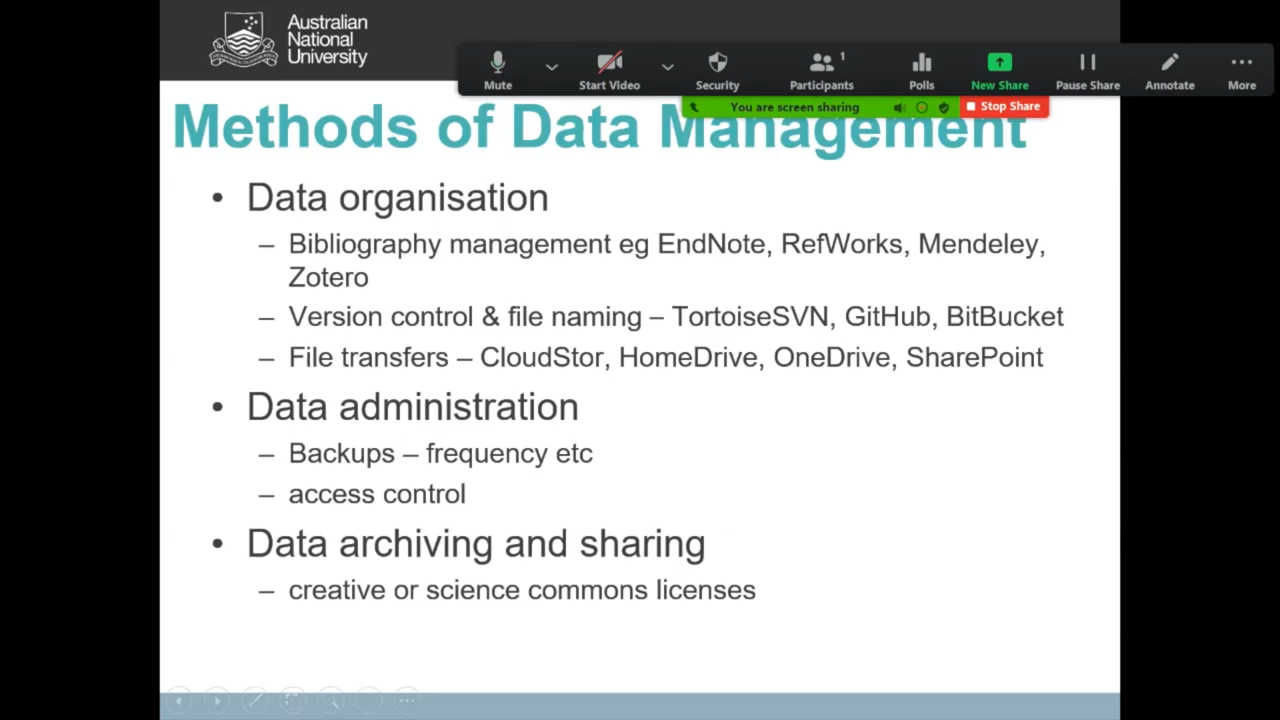 Australian
National
University
1
Mute
Start Video
Security
Participants
Polls
New Share
Pause Share
Annotate
More
You are screen sharing
Stop Share
Methods of Data Management
• Data organisation
– Bibliography management eg EndNote, RefWorks, Mendeley,
Zotero
– Version control & file naming – TortoiseSVN, GitHub, BitBucket
– File transfers – CloudStor, HomeDrive, OneDrive, SharePoint
• Data administration
– Backups – frequency etc
– access control
• Data archiving and sharing
– creative or science commons licenses